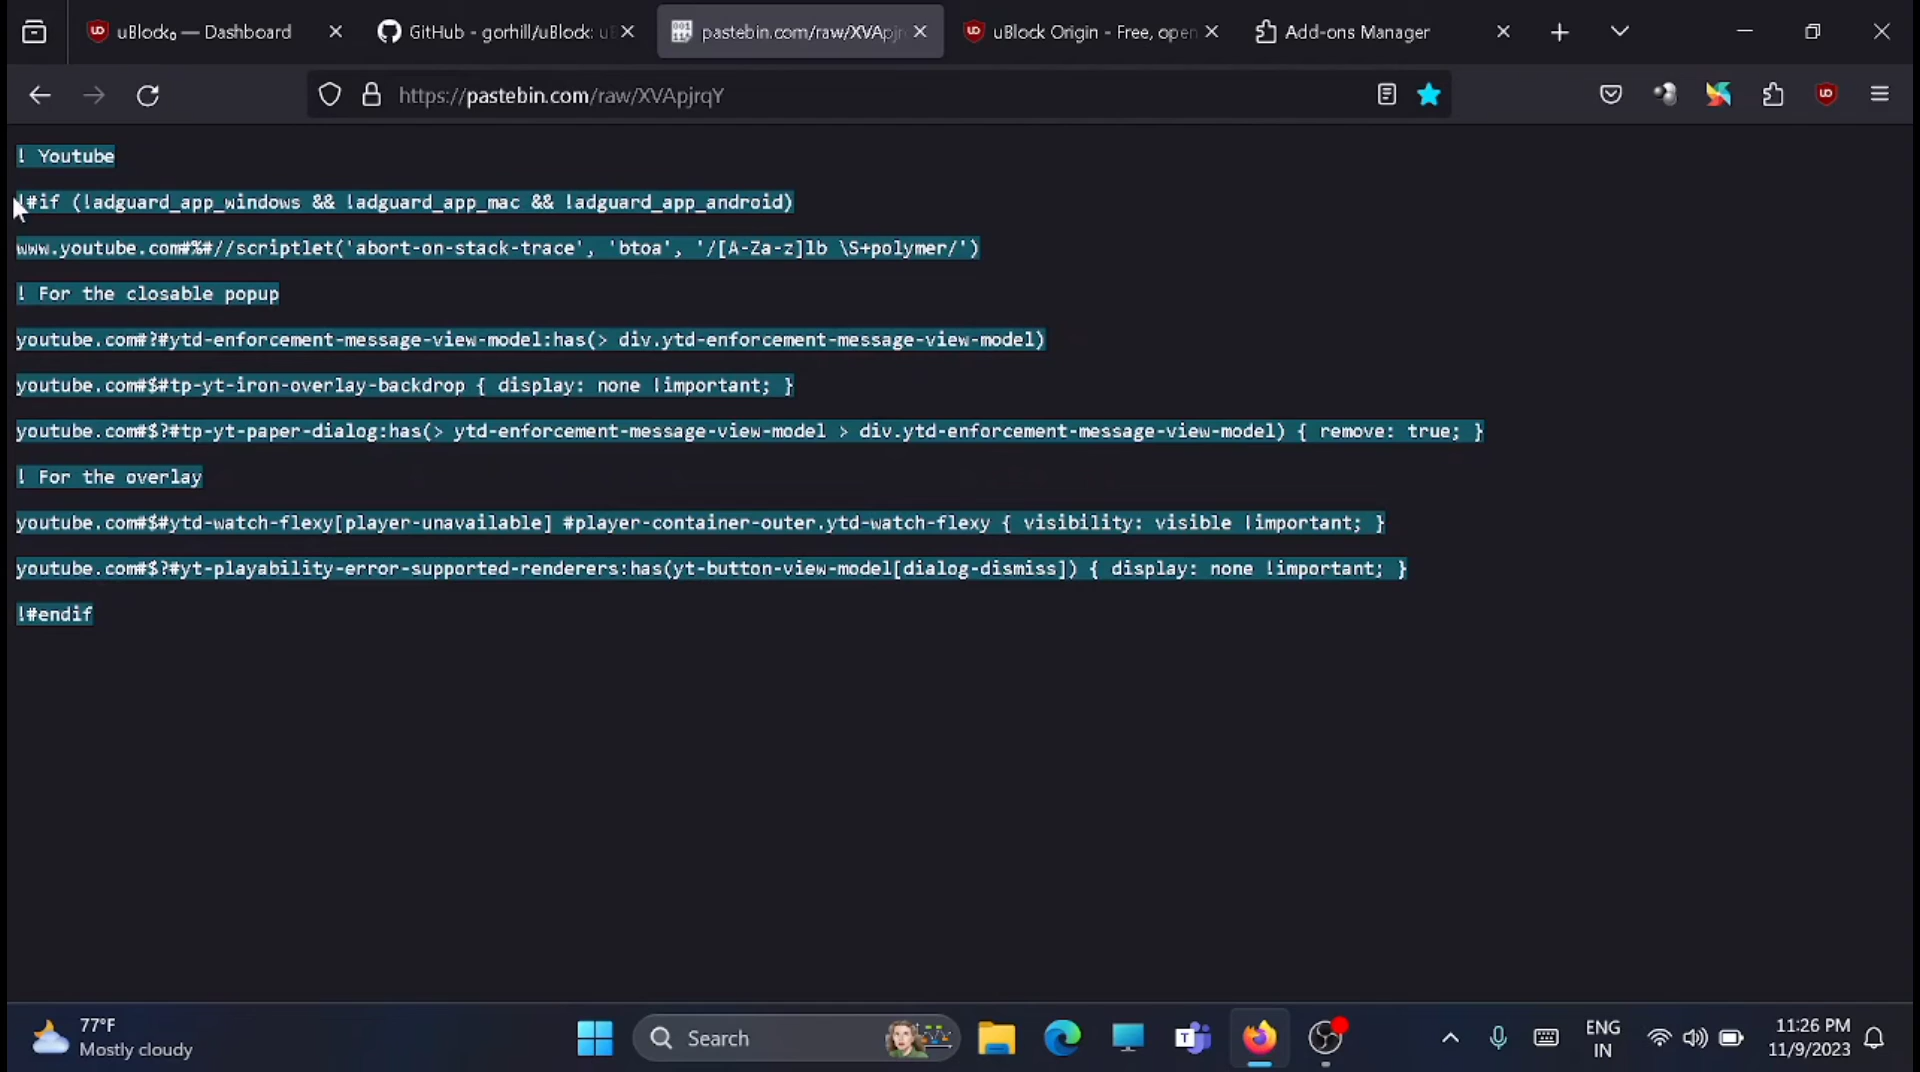 uBlock₀ — Dashboard
GitHub - gorhill/uBlock: uB
pastebin.com/raw/XVApjr
uBlock Origin - Free, open
Add-ons Manager
https://pastebin.com/raw/XVApjrqY
! Youtube
!#if (!adguard_app_windows && !adguard_app_mac && !adguard_app_android)
www.youtube.com#%#//scriptlet('abort-on-stack-trace', 'btoa', '/[A-Za-z]lb \S+polymer/')
! For the closable popup
youtube.com#?#ytd-enforcement-message-view-model:has(> div.ytd-enforcement-message-view-model)
youtube.com#$#tp-yt-iron-overlay-backdrop { display: none !important; }
youtube.com#$?#tp-yt-paper-dialog:has(> ytd-enforcement-message-view-model > div.ytd-enforcement-message-view-model) { remove: true; }
! For the overlay
youtube.com#$#ytd-watch-flexy[player-unavailable] #player-container-outer.ytd-watch-flexy { visibility: visible !important; }
youtube.com#$?#yt-playability-error-supported-renderers:has(yt-button-view-model[dialog-dismiss]) { display: none !important; }
!#endif
77°F
Mostly cloudy
Search
ENG
IN
11:26 PM
11/9/2023